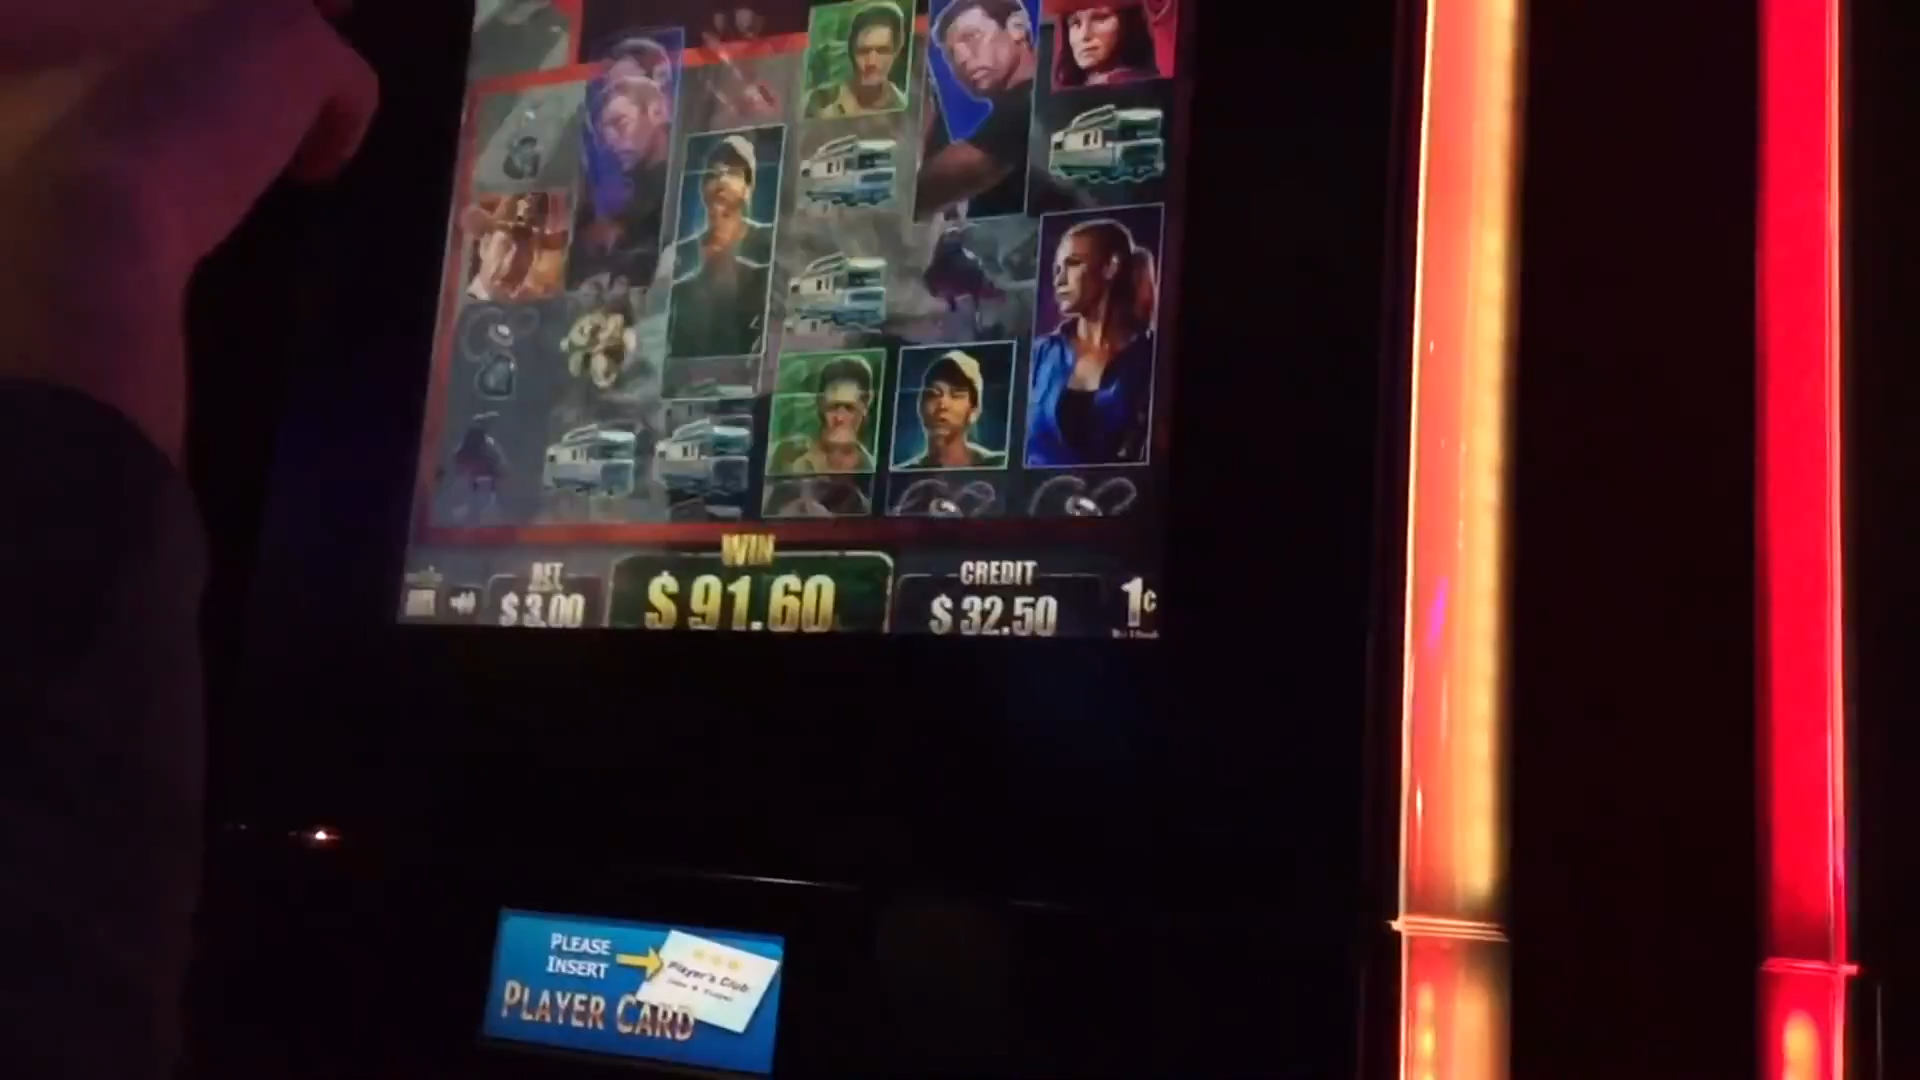 WIN
BET
$ 3.00
$ 91.60
CREDIT
$ 32.50
1¢
PLEASE
INSERT
PLAYER CARD
Player's Club